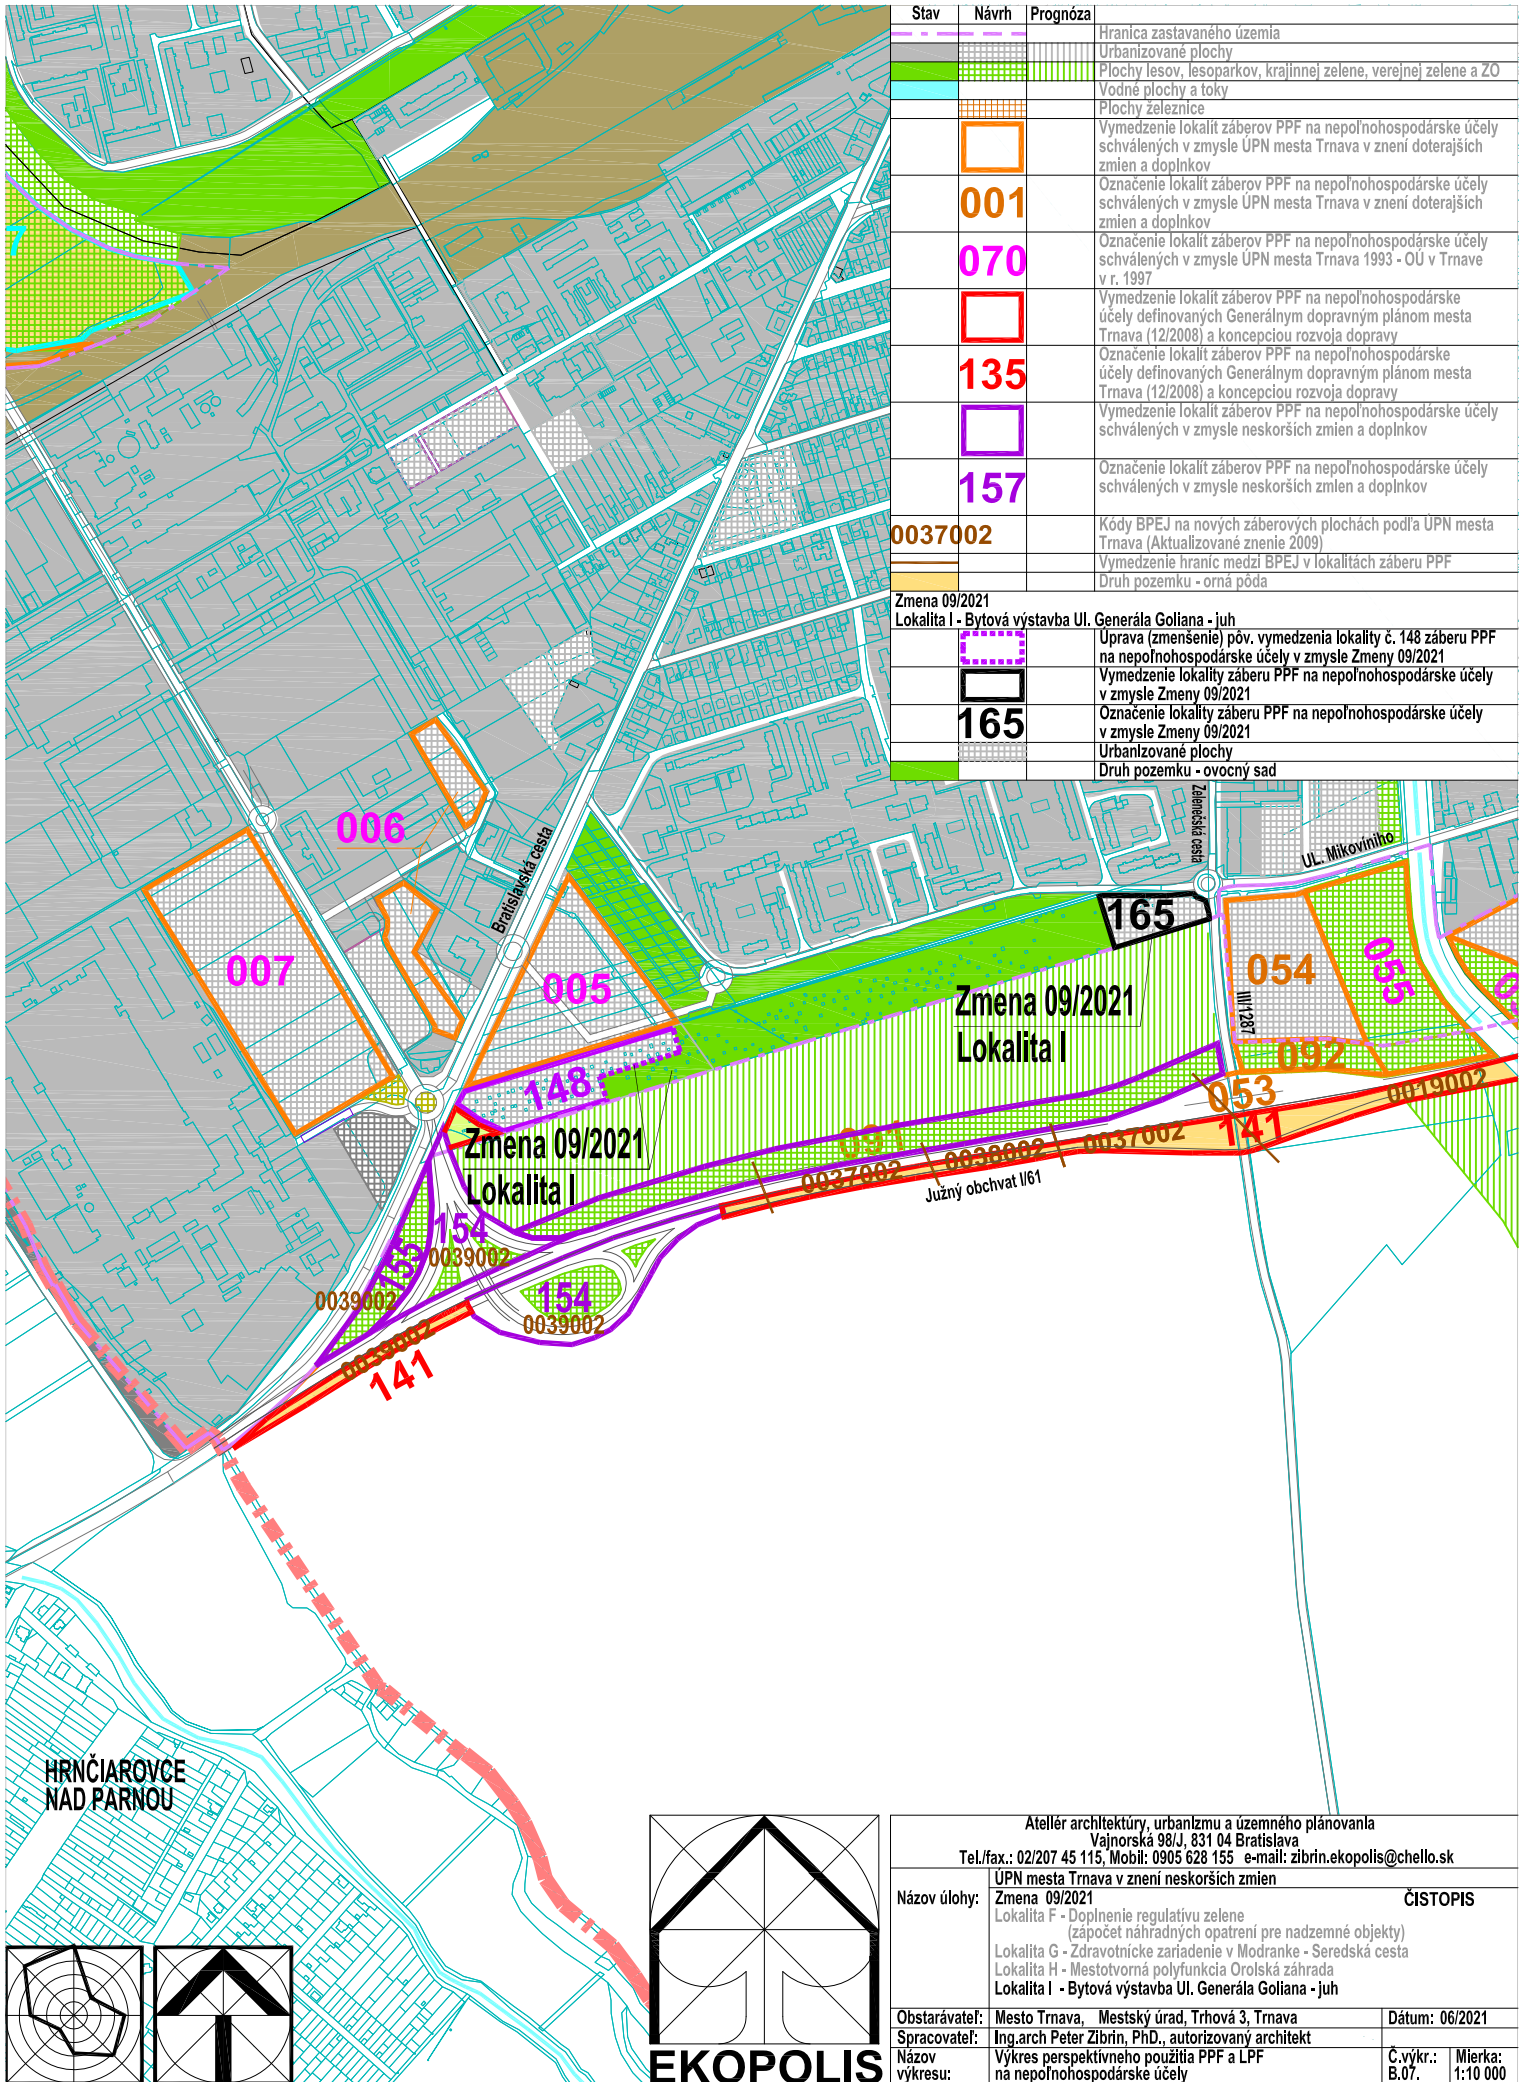 Stav Návrh Prognóza
Hranica zastavaného územia
Urbanizované plochy
Plochy lesov, lesoparkov, krajinnej zelene, verejnej zelene a ZO
Vodné plochy a toky
Plochy železnice
Vymedzenie lokalít záberov PPF na nepoľnohospodárske účely
schválených v zmysle ÚPN mesta Trnava v znení doterajších
zmien a doplnkov
001
Označenie lokalít záberov PPF na nepoľnohospodárske účely
schválených v zmysle ÚPN mesta Trnava v znení doterajších
zmien a doplnkov
070
Označenie lokalít záberov PPF na nepoľnohospodárske účely
schválených v zmysle ÚPN mesta Trnava 1993 - OÚ v Trnave
v r. 1997
Vymedzenie lokalít záberov PPF na nepoľnohospodárske
účely definovaných Generálnym dopravným plánom mesta
Trnava (12/2008) a koncepciou rozvoja dopravy
135
Označenie lokalít záberov PPF na nepoľnohospodárske
účely definovaných Generálnym dopravným plánom mesta
Trnava (12/2008) a koncepciou rozvoja dopravy
Vymedzenie lokalít záberov PPF na nepoľnohospodárske účely
schválených v zmysle neskorších zmien a doplnkov
157
Označenie lokalít záberov PPF na nepoľnohospodárske účely
schválených v zmysle neskorších zmien a doplnkov
0037002
Kódy BPEJ na nových záberových plochách podľa ÚPN mesta
Trnava (Aktualizované znenie 2009)
Vymedzenie hraníc medzi BPEJ v lokalitách záberu PPF
Druh pozemku - orná pôda
Zmena 09/2021
Lokalita I - Bytová výstavba Ul. Generála Goliana - juh
Úprava (zmenšenie) pôv. vymedzenia lokality č. 148 záberu PPF
na nepoľnohospodárske účely v zmysle Zmeny 09/2021
Vymedzenie lokality záberu PPF na nepoľnohospodárske účely
v zmysle Zmeny 09/2021
165
Označenie lokality záberu PPF na nepoľnohospodárske účely
v zmysle Zmeny 09/2021
Urbanizované plochy
Druh pozemku - ovocný sad
7
006
007
005
Bratislavská cesta
Zelenečská cesta
UL. Mikovíniho
165
054
055
III/1287
092
053
0019002
141
Zmena 09/2021
Lokalita I
148
Zmena 09/2021
Lokalita I
091
0037002
0038002
0037002
Južný obchvat I/61
154
0039002
155
0039002
154
0039002
0039002
141
HRNČIAROVCE
NAD PARNOU
EKOPOLIS
Ateliér architektúry, urbanizmu a územného plánovania
Vajnorská 98/J, 831 04 Bratislava
Tel./fax.: 02/207 45 115, Mobil: 0905 628 155 e-mail: zibrin.ekopolis@chello.sk
Názov úlohy:
ÚPN mesta Trnava v znení neskorších zmien
Zmena 09/2021 ČISTOPIS
Lokalita F - Doplnenie regulatívu zelene
(zápočet náhradných opatrení pre nadzemné objekty)
Lokalita G - Zdravotnícke zariadenie v Modranke - Seredská cesta
Lokalita H - Mestotvorná polyfunkcia Orolská záhrada
Lokalita I - Bytová výstavba Ul. Generála Goliana - juh
Obstarávateľ: Mesto Trnava, Mestský úrad, Trhová 3, Trnava Dátum: 06/2021
Spracovateľ: Ing.arch Peter Zibrin, PhD., autorizovaný architekt
Názov výkresu: Výkres perspektívneho použitia PPF a LPF
na nepoľnohospodárske účely
Č.výkr.: B.07. Mierka: 1:10 000